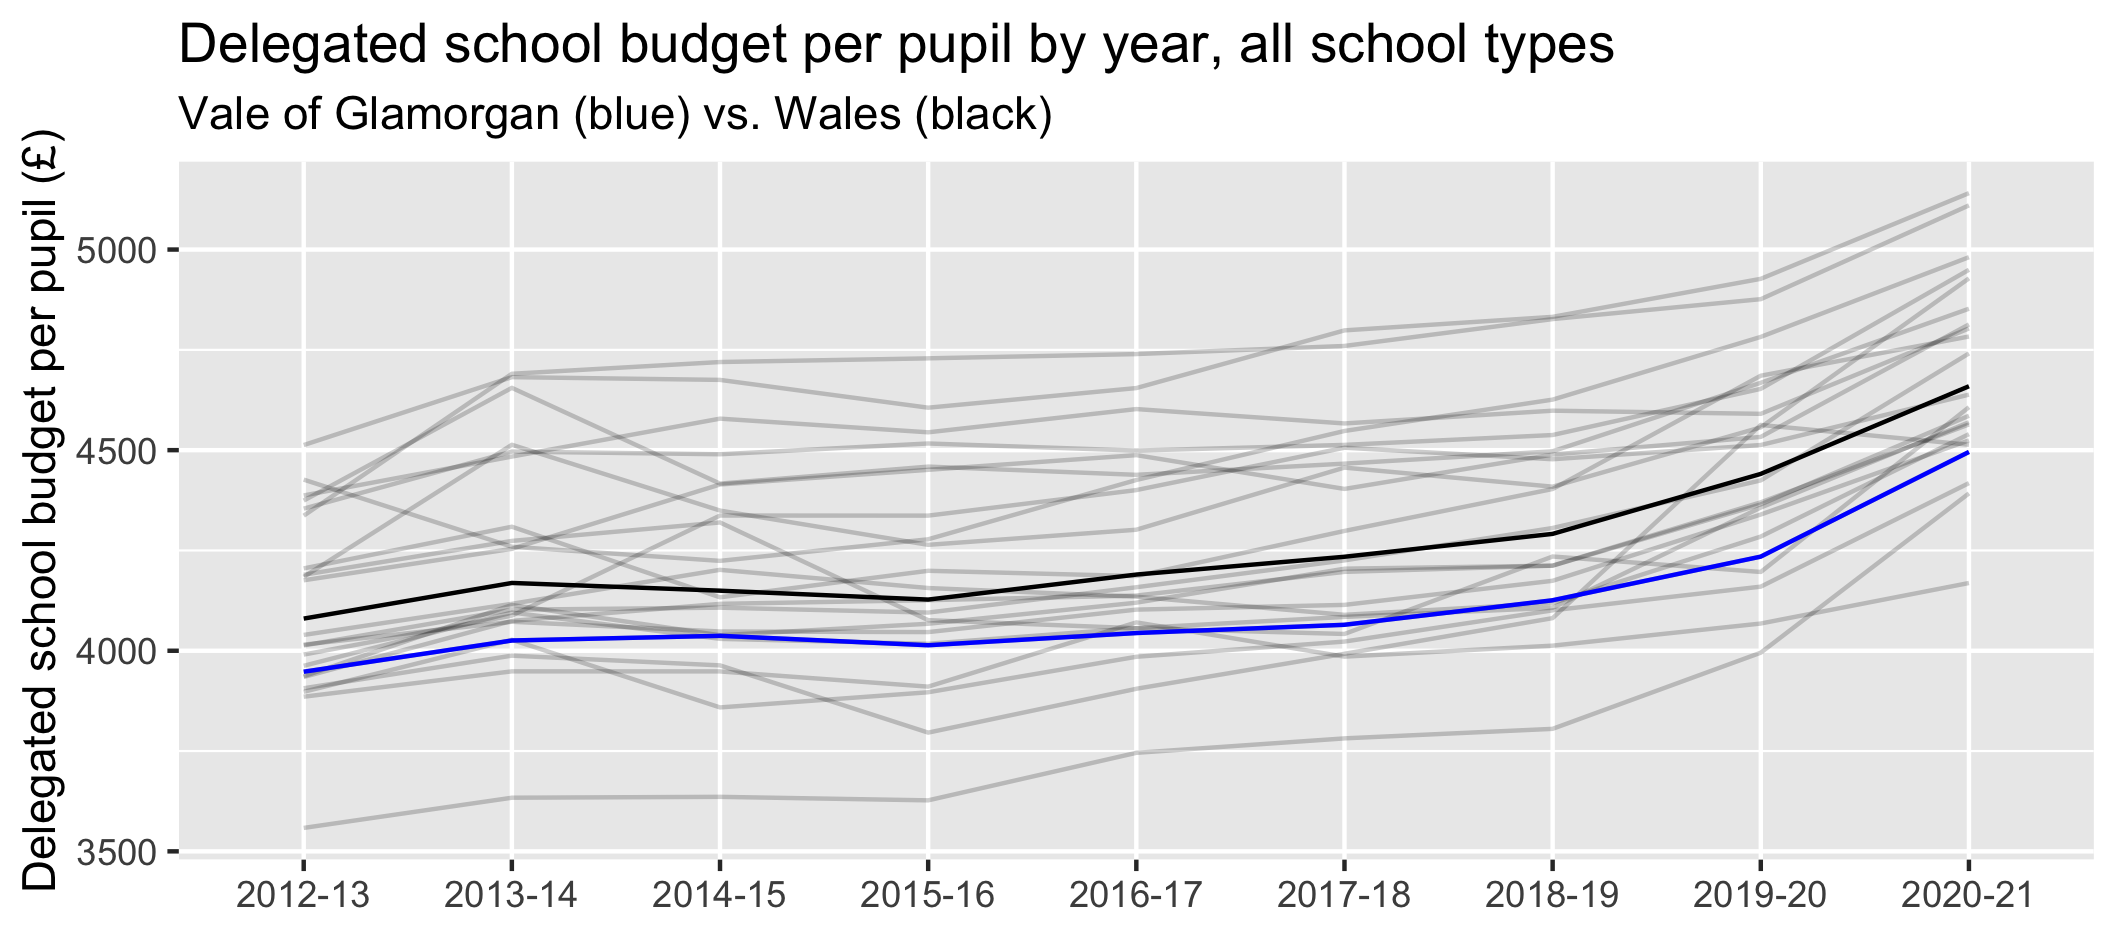 Delegated school budget per pupil by year, all school types
Vale of Glamorgan (blue) vs. Wales (black)
Delegated school budget per pupil (£)
5000
4500
4000
3500
2012-13 2013-14 2014-15 2015-16 2016-17 2017-18 2018-19 2019-20 2020-21